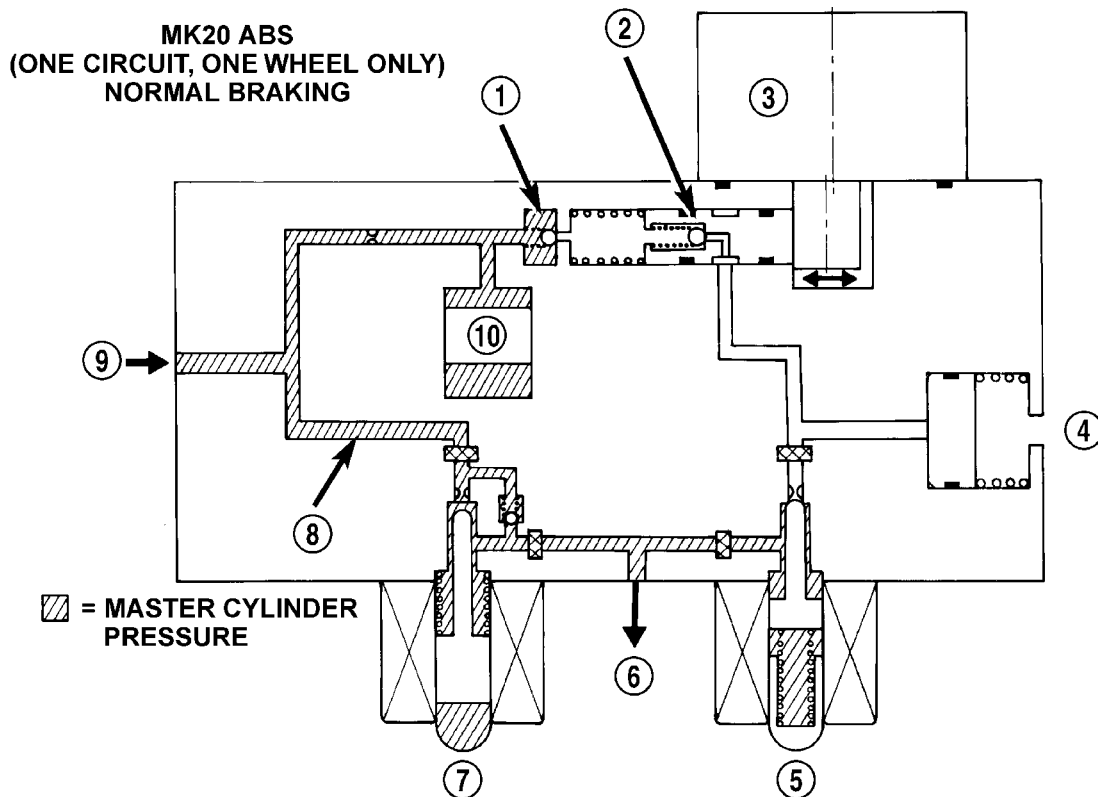 MK20 ABS
(ONE CIRCUIT, ONE WHEEL ONLY)
NORMAL BRAKING
1
2
3
4
5
6
7
8
9
10
= MASTER CYLINDER
PRESSURE